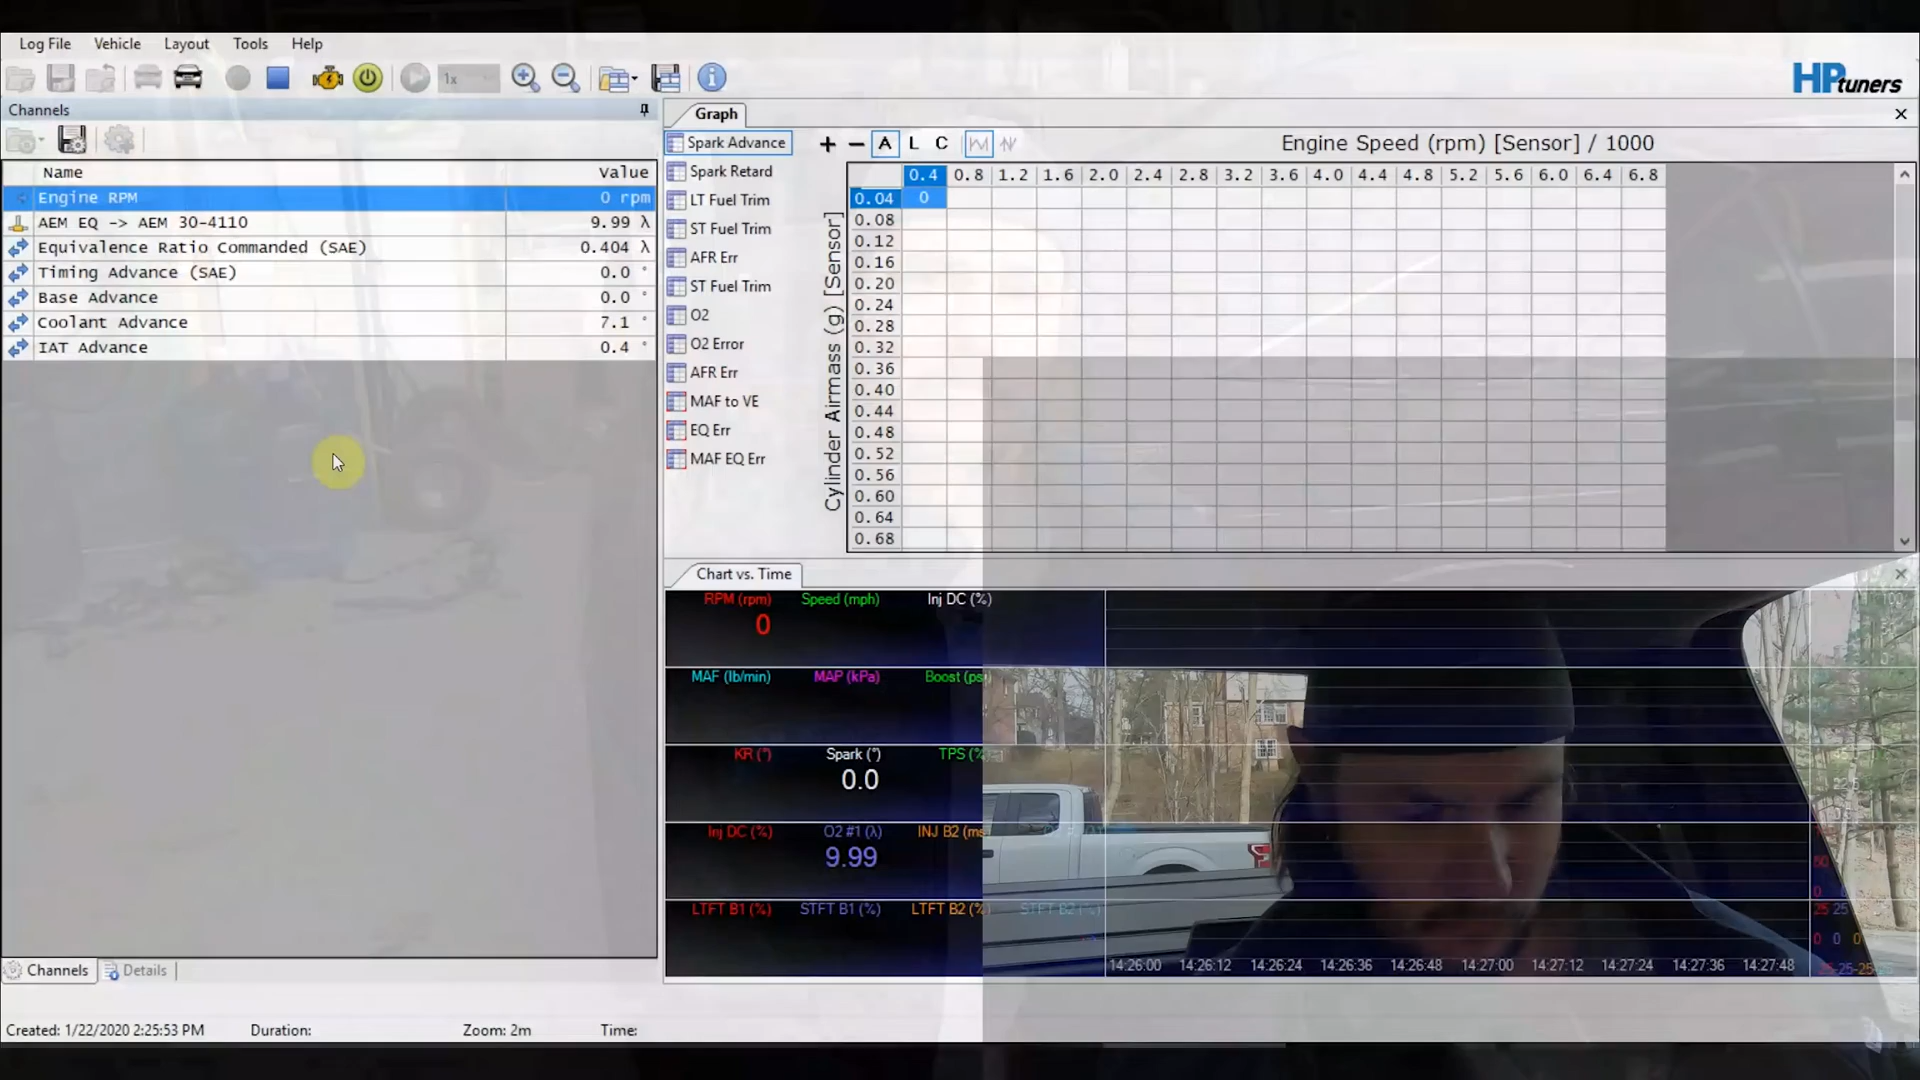 Log File Vehicle Layout Tools Help
1x
HPtuners
Channels
Name Value
Engine RPM 0 rpm
AEM EQ -> AEM 30-4110 9.99 λ
Equivalence Ratio Commanded (SAE) 0.404 λ
Timing Advance (SAE) 0.0 °
Base Advance 0.0 °
Coolant Advance 7.1 °
IAT Advance 0.4 °
Channels Details
Graph
Spark Advance
Spark Retard
LT Fuel Trim
ST Fuel Trim
AFR Err
ST Fuel Trim
O2
O2 Error
AFR Err
MAF to VE
EQ Err
MAF EQ Err
+ − A L C
Engine Speed (rpm) [Sensor] / 1000
Cylinder Airmass (g) [Sensor]
0.4 0.8 1.2 1.6 2.0 2.4 2.8 3.2 3.6 4.0 4.4 4.8 5.2 5.6 6.0 6.4 6.8
0.04 0
0.08
0.12
0.16
0.20
0.24
0.28
0.32
0.36
0.40
0.44
0.48
0.52
0.56
0.60
0.64
0.68
Chart vs. Time
RPM (rpm) Speed (mph) Inj DC (%)
0
MAF (lb/min) MAP (kPa) Boost (ps
KR (°) Spark (°) TPS (%
0.0
Inj DC (%) O2 #1 (λ) INJ B2 (ms
9.99
LTFT B1 (%) STFT B1 (%) LTFT B2 (%) STFT B2 (%)
14:26:00 14:26:12 14:26:24 14:26:36 14:26:48 14:27:00 14:27:12 14:27:24 14:27:36 14:27:48
Created: 1/22/2020 2:25:53 PM Duration: Zoom: 2m Time: